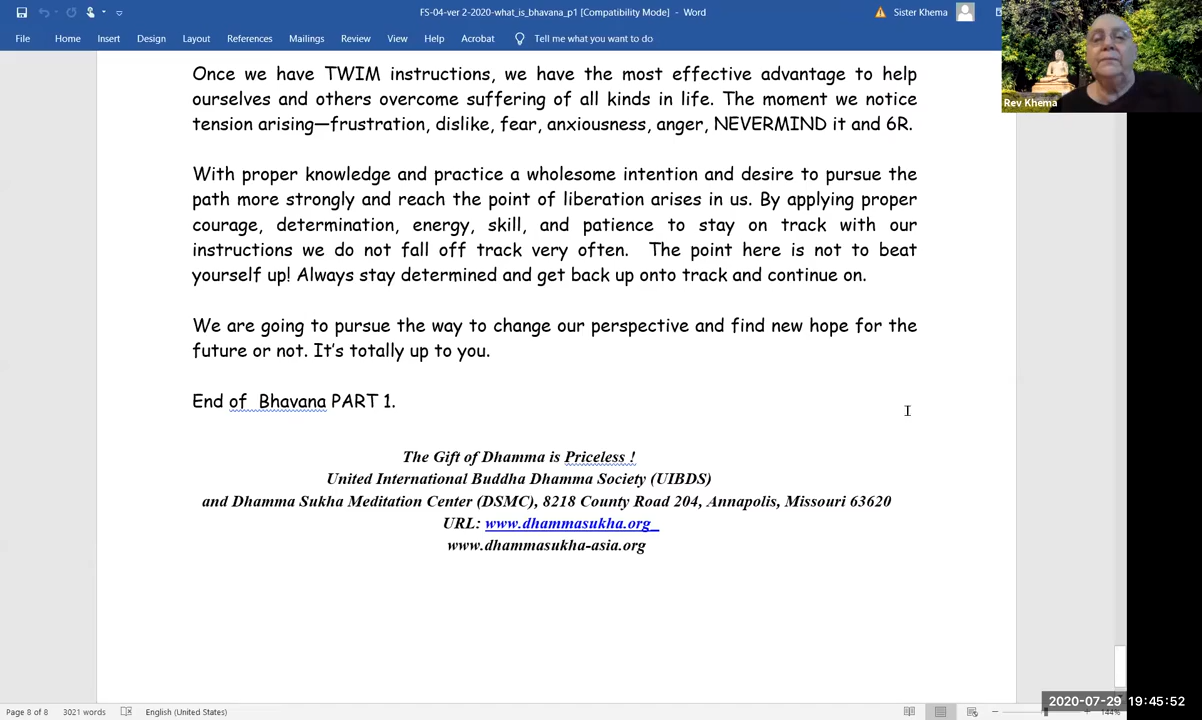 FS-04-ver 2-2020-what_is_bhavana_p1 [Compatibility Mode] - Word
Sister Khema
File Home Insert Design Layout References Mailings Review View Help Acrobat Tell me what you want to do
Rev Khema
Once we have TWIM instructions, we have the most effective advantage to help
ourselves and others overcome suffering of all kinds in life. The moment we notice
tension arising—frustration, dislike, fear, anxiousness, anger, NEVERMIND it and 6R.
With proper knowledge and practice a wholesome intention and desire to pursue the
path more strongly and reach the point of liberation arises in us. By applying proper
courage, determination, energy, skill, and patience to stay on track with our
instructions we do not fall off track very often. The point here is not to beat
yourself up! Always stay determined and get back up onto track and continue on.
We are going to pursue the way to change our perspective and find new hope for the
future or not. It's totally up to you.
End of Bhavana PART 1.
The Gift of Dhamma is Priceless !
United International Buddha Dhamma Society (UIBDS)
and Dhamma Sukha Meditation Center (DSMC), 8218 County Road 204, Annapolis, Missouri 63620
URL: www.dhammasukha.org
www.dhammasukha-asia.org
2020-07-29 19:45:52
Page 8 of 8 3021 words English (United States) 144%